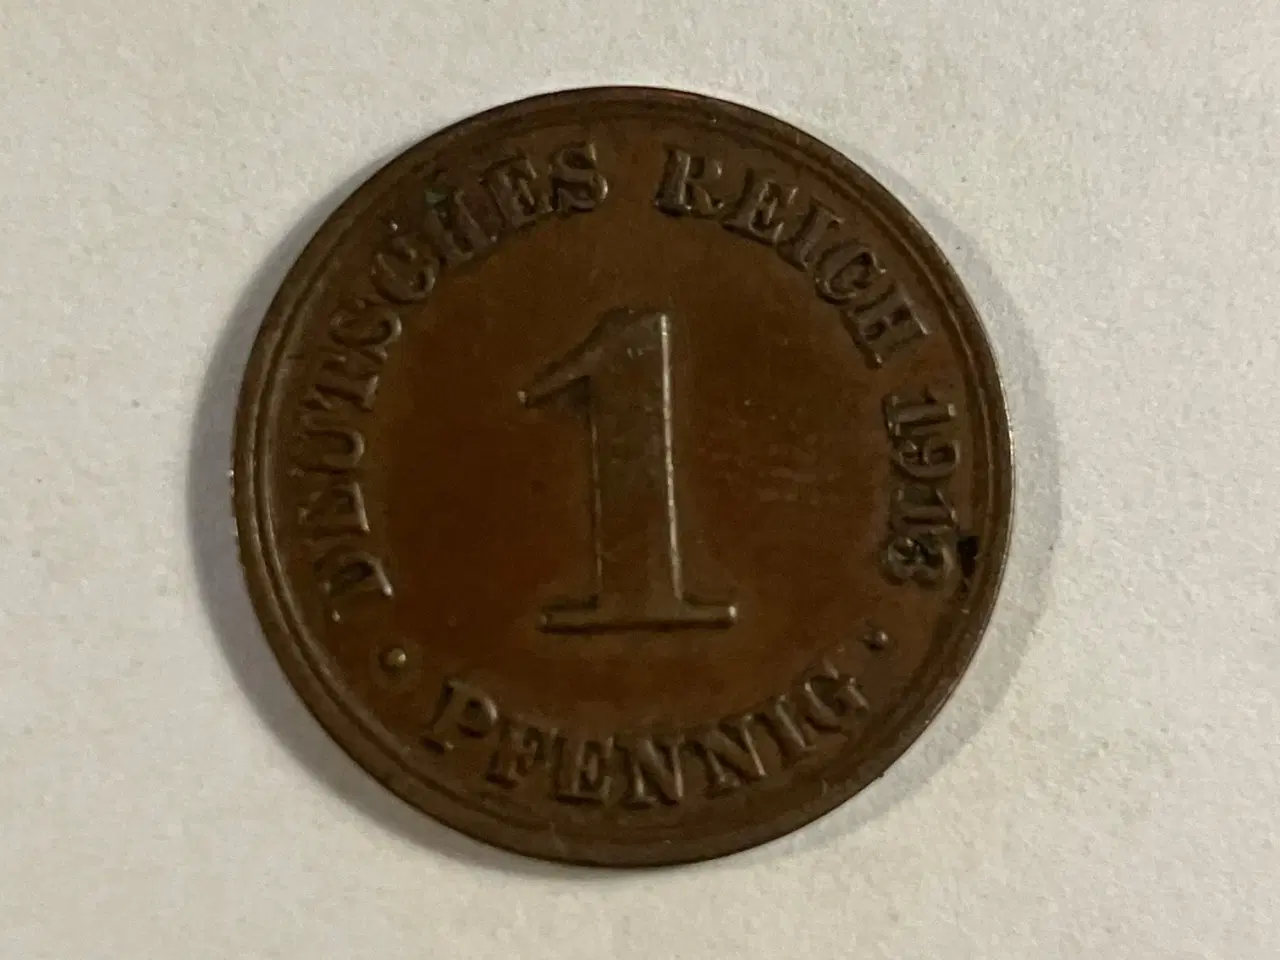 DEUTSCHES REICH 1913
1
• PFENNIG •